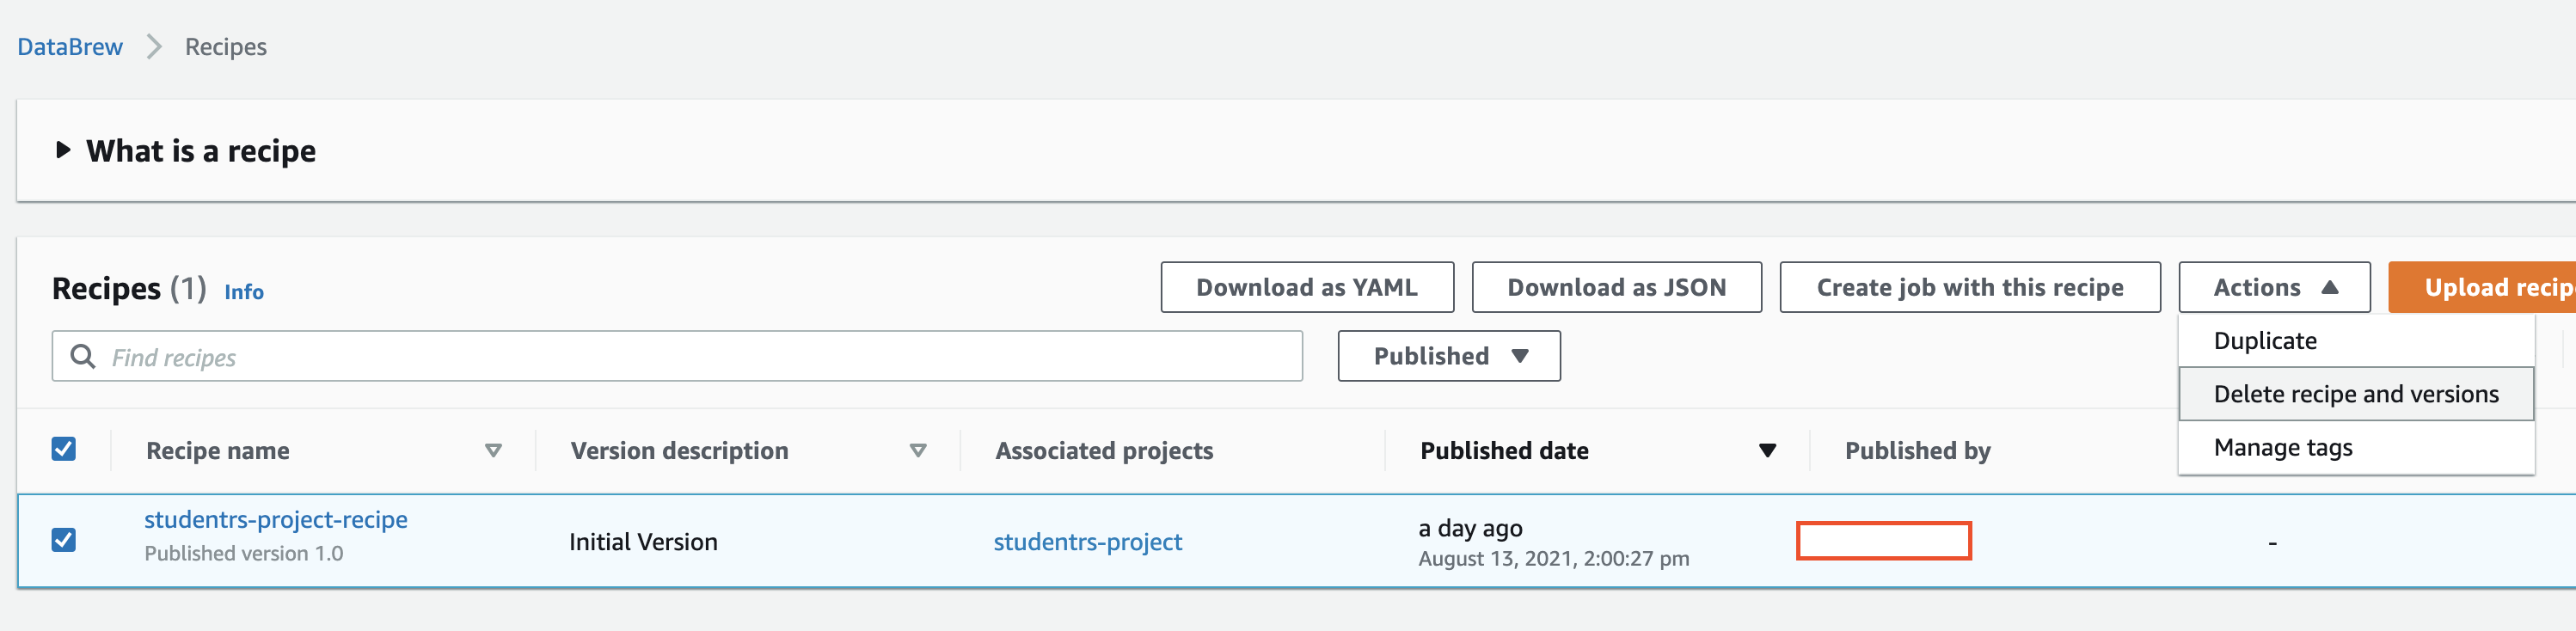 DataBrew
Recipes
What is a recipe
Recipes (1) Info
Download as YAML
Download as JSON
Create job with this recipe
Actions
Upload recip
Find recipes
Published
Duplicate
Delete recipe and versions
Manage tags
Recipe name
Version description
Associated projects
Published date
Published by
studentrs-project-recipe
Published version 1.0
Initial Version
studentrs-project
a day ago
August 13, 2021, 2:00:27 pm
-